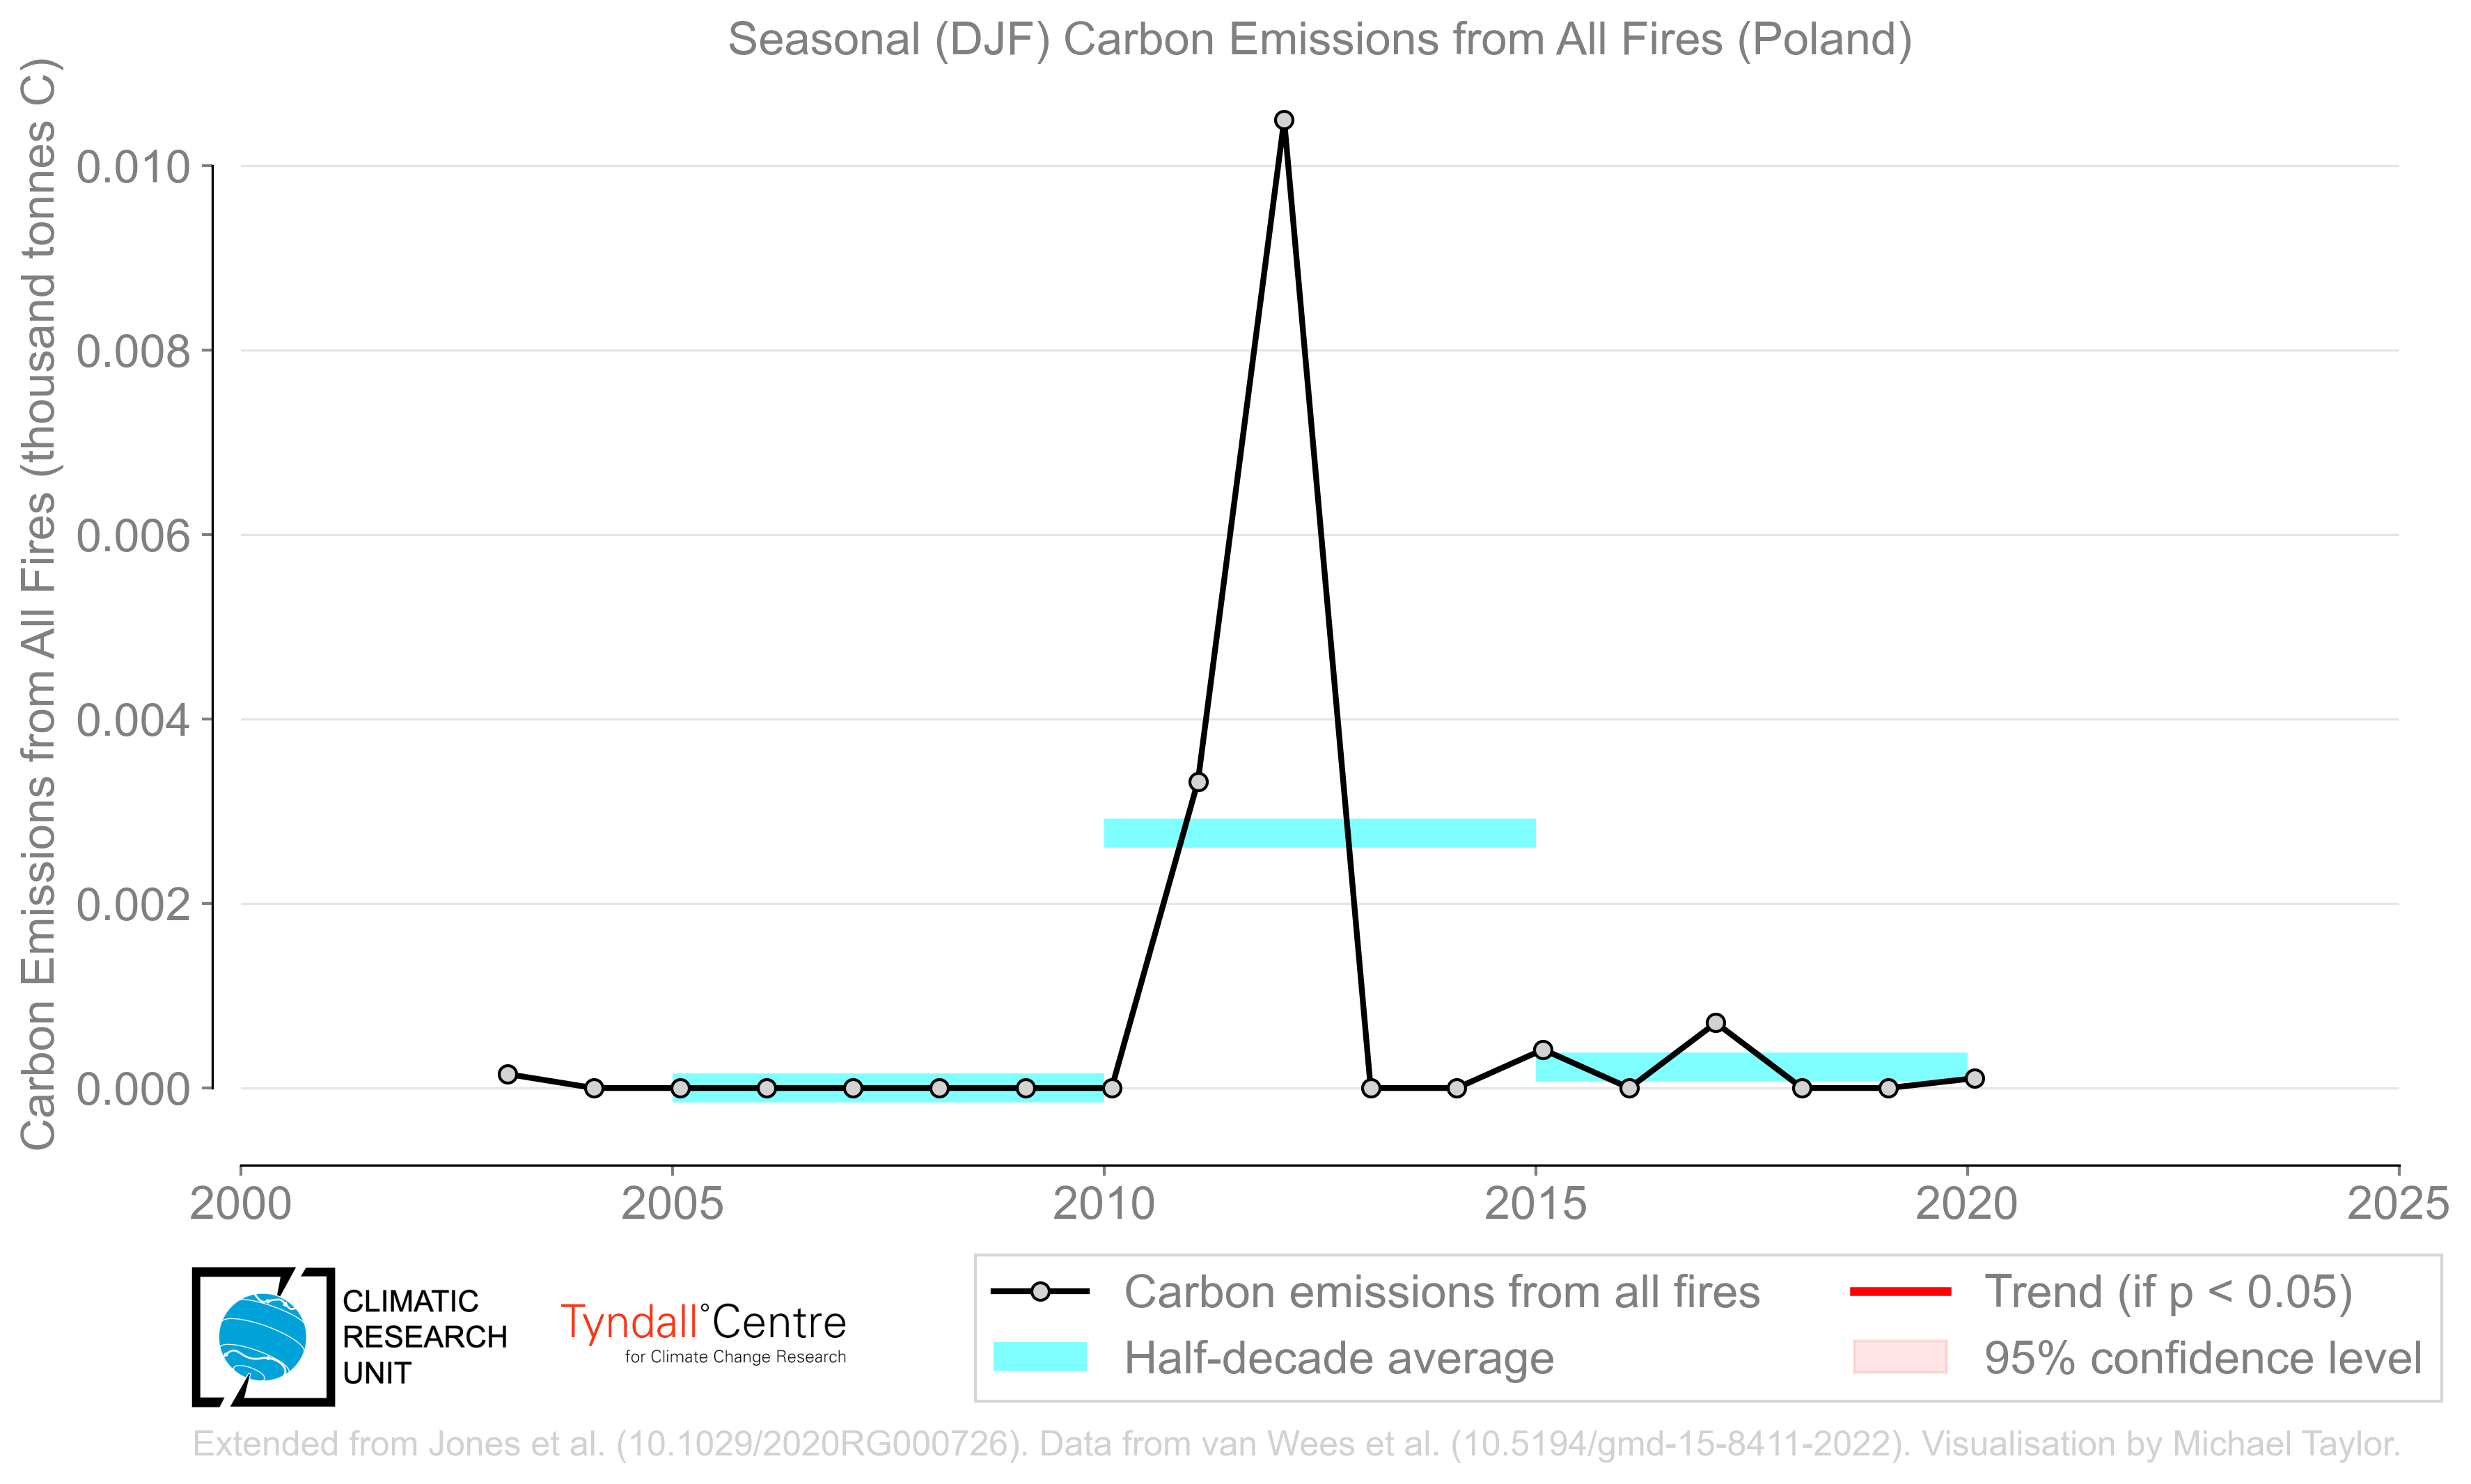 Seasonal (DJF) Carbon Emissions from All Fires (Poland)
Carbon Emissions from All Fires (thousand tonnes C)
0.010
0.008
0.006
0.004
0.002
0.000
2000
2005
2010
2015
2020
2025
CLIMATIC
RESEARCH
UNIT
Tyndall°Centre
for Climate Change Research
Carbon emissions from all fires
Half-decade average
Trend (if p < 0.05)
95% confidence level
Extended from Jones et al. (10.1029/2020RG000726). Data from van Wees et al. (10.5194/gmd-15-8411-2022). Visualisation by Michael Taylor.